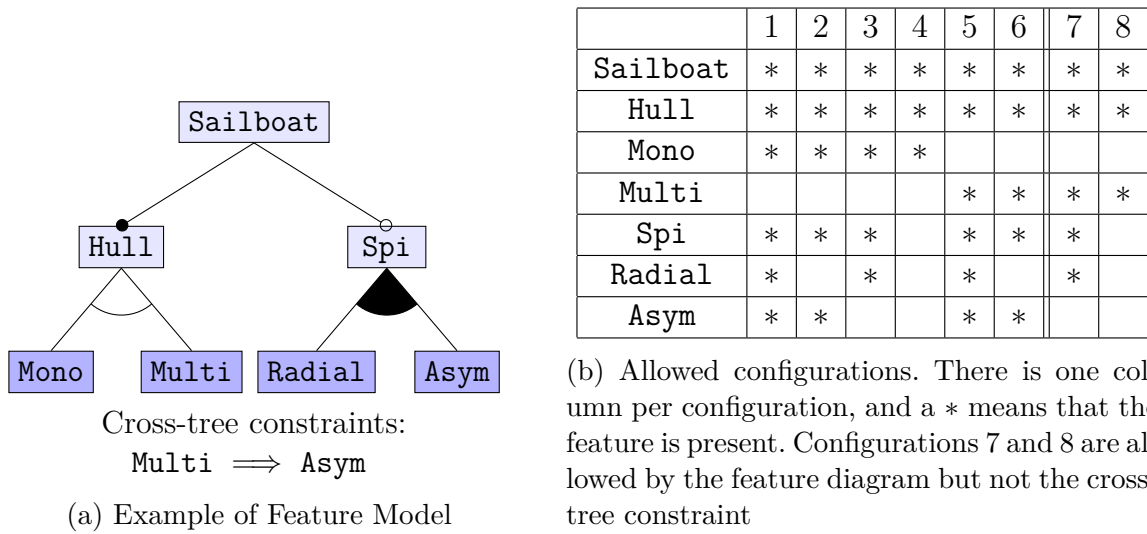 Sailboat
Hull
Spi
Mono
Multi
Radial
Asym
Cross-tree constraints:
Multi ⟹ Asym
(a) Example of Feature Model
1 2 3 4 5 6 7 8
Sailboat * * * * * * * *
Hull * * * * * * * *
Mono * * * *
Multi * * * *
Spi * * * * * *
Radial * * * *
Asym * * * *
(b) Allowed configurations. There is one col
umn per configuration, and a * means that the
feature is present. Configurations 7 and 8 are al
lowed by the feature diagram but not the cross
tree constraint